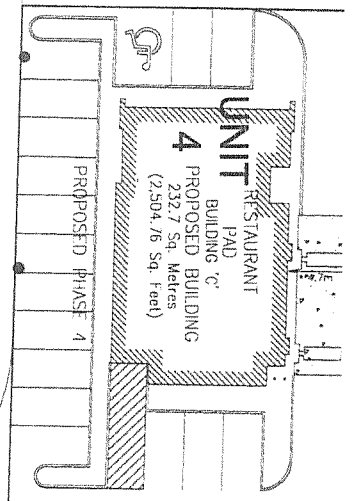 UNIT
4
RESTAURANT
PAD
BUILDING 'C'
PROPOSED BUILDING
232.7 Sq. Metres
(2,504.76 Sq. Feet)
PROPOSED PHASE 4